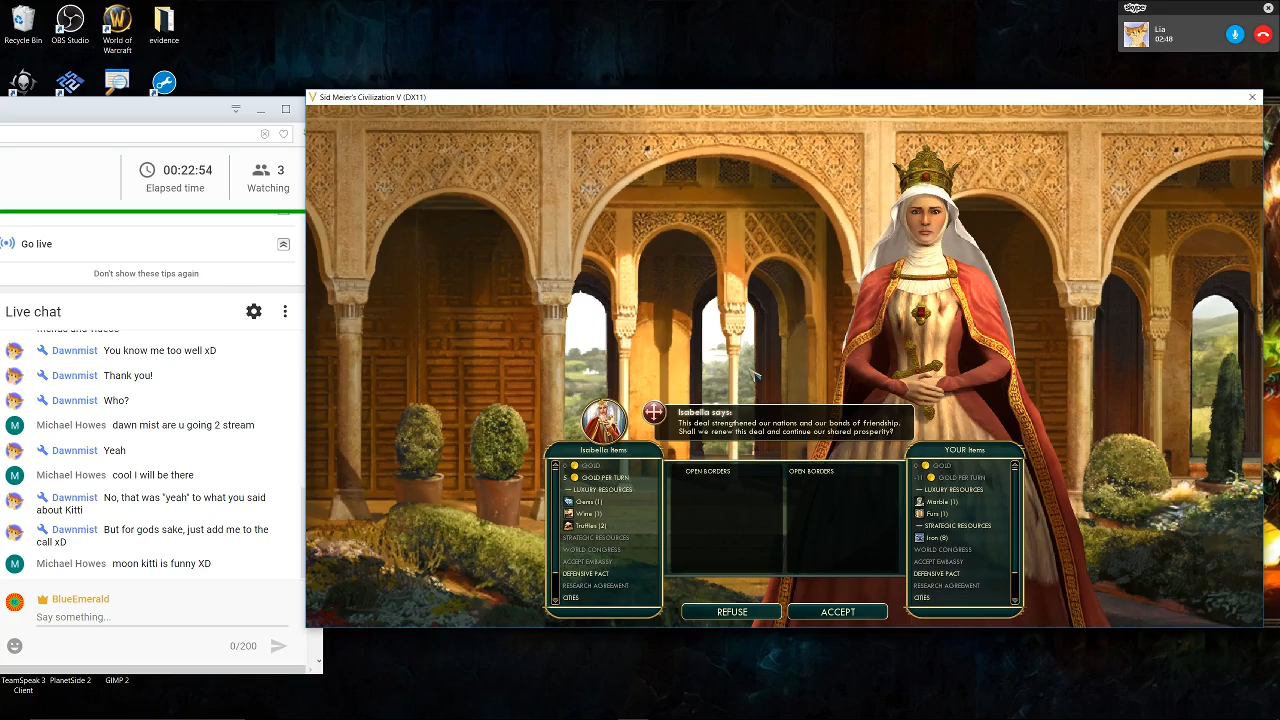 Recycle Bin
OBS Studio
World of
Warcraft
evidence
skype
Lia
02:48
Sid Meier's Civilization V (DX11)
00:22:54
Elapsed time
3
Watching
Go live
Don't show these tips again
Live chat
Dawnmist You know me too well xD
Dawnmist Thank you!
Dawnmist Who?
Michael Howes dawn mist are u going 2 stream
Dawnmist Yeah
Michael Howes cool I will be there
Dawnmist No, that was "yeah" to what you said
about Kitti
Dawnmist But for gods sake, just add me to the
call xD
Michael Howes moon kitti is funny XD
BlueEmerald
Say something...
0/200
TeamSpeak 3
Client
PlanetSide 2
GIMP 2
Isabella says:
This deal strengthened our nations and our bonds of friendship.
Shall we renew this deal and continue our shared prosperity?
Isabella Items
0 GOLD
5 GOLD PER TURN
LUXURY RESOURCES
Gems (1)
Wine (1)
Truffles (2)
STRATEGIC RESOURCES
WORLD CONGRESS
ACCEPT EMBASSY
DEFENSIVE PACT
RESEARCH AGREEMENT
CITIES
OPEN BORDERS
OPEN BORDERS
YOUR Items
0 GOLD
-11 GOLD PER TURN
LUXURY RESOURCES
Marble (1)
Furs (1)
STRATEGIC RESOURCES
Iron (8)
WORLD CONGRESS
ACCEPT EMBASSY
DEFENSIVE PACT
RESEARCH AGREEMENT
CITIES
REFUSE
ACCEPT